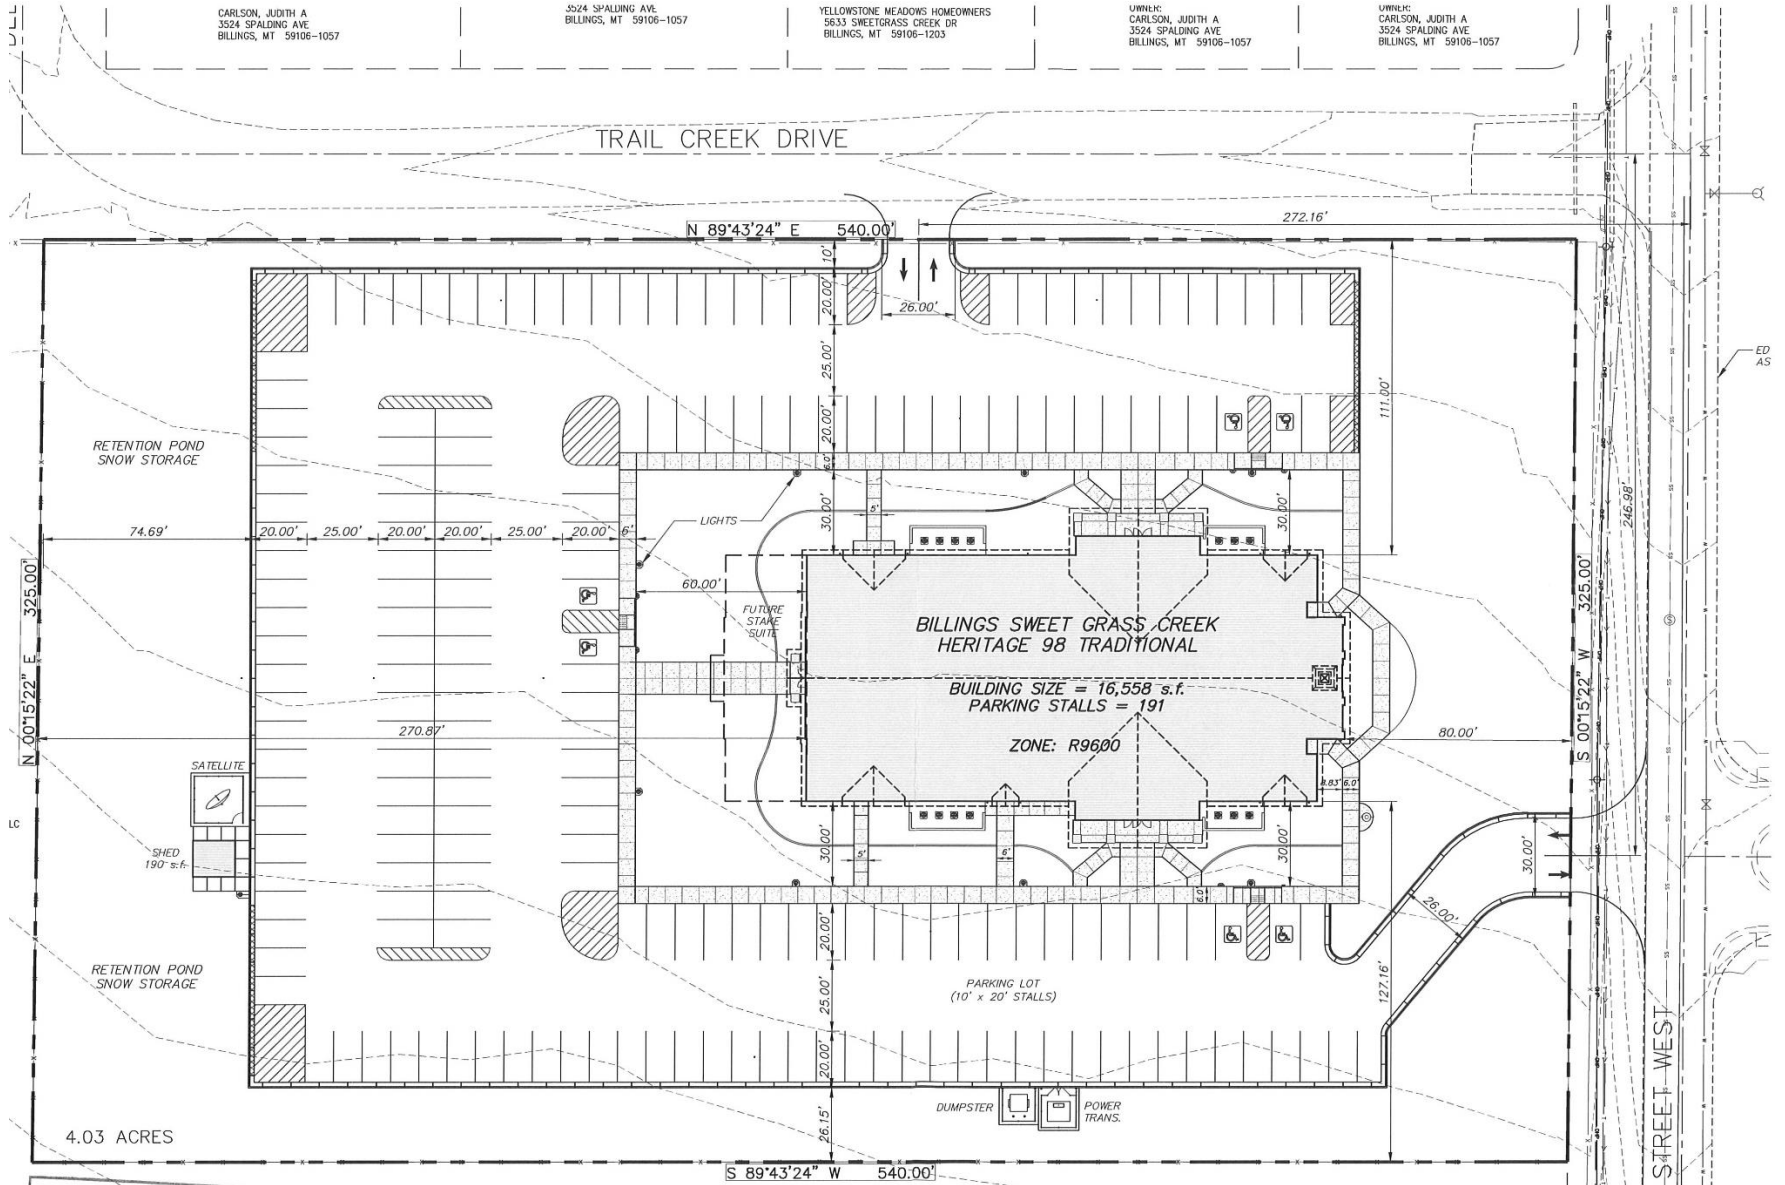 CARLSON, JUDITH A
3524 SPALDING AVE
BILLINGS, MT 59106-1057
3524 SPALDING AVE
BILLINGS, MT 59106-1057
YELLOWSTONE MEADOWS HOMEOWNERS
5633 SWEETGRASS CREEK DR
BILLINGS, MT 59106-1203
OWNER:
CARLSON, JUDITH A
3524 SPALDING AVE
BILLINGS, MT 59106-1057
OWNER:
CARLSON, JUDITH A
3524 SPALDING AVE
BILLINGS, MT 59106-1057
TRAIL CREEK DRIVE
272.16'
N 89°43'24" E 540.00'
10'
20.00'
26.00'
25.00'
20.00'
6.0'
30.00'
111.00'
ED
AS
246.98'
RETENTION POND
SNOW STORAGE
74.69'
20.00'
25.00'
20.00'
20.00'
25.00'
20.00'
6'
LIGHTS
5'
30.00'
60.00'
FUTURE
STAKE
SUITE
N 00°15'22" E 325.00'
S 00°15'22" W 325.00'
BILLINGS SWEET GRASS CREEK
HERITAGE 98 TRADITIONAL
BUILDING SIZE = 16,558 s.f.
PARKING STALLS = 191
ZONE: R9600
270.87'
80.00'
8.83'
6.0'
SATELLITE
LC
SHED
190 s.f.
30.00'
5'
6'
30.00'
6.0'
30.00'
26.00'
127.16'
RETENTION POND
SNOW STORAGE
20.00'
25.00'
20.00'
26.15'
PARKING LOT
(10' x 20' STALLS)
DUMPSTER
POWER
TRANS.
4.03 ACRES
S 89°43'24" W 540.00'
STREET WEST